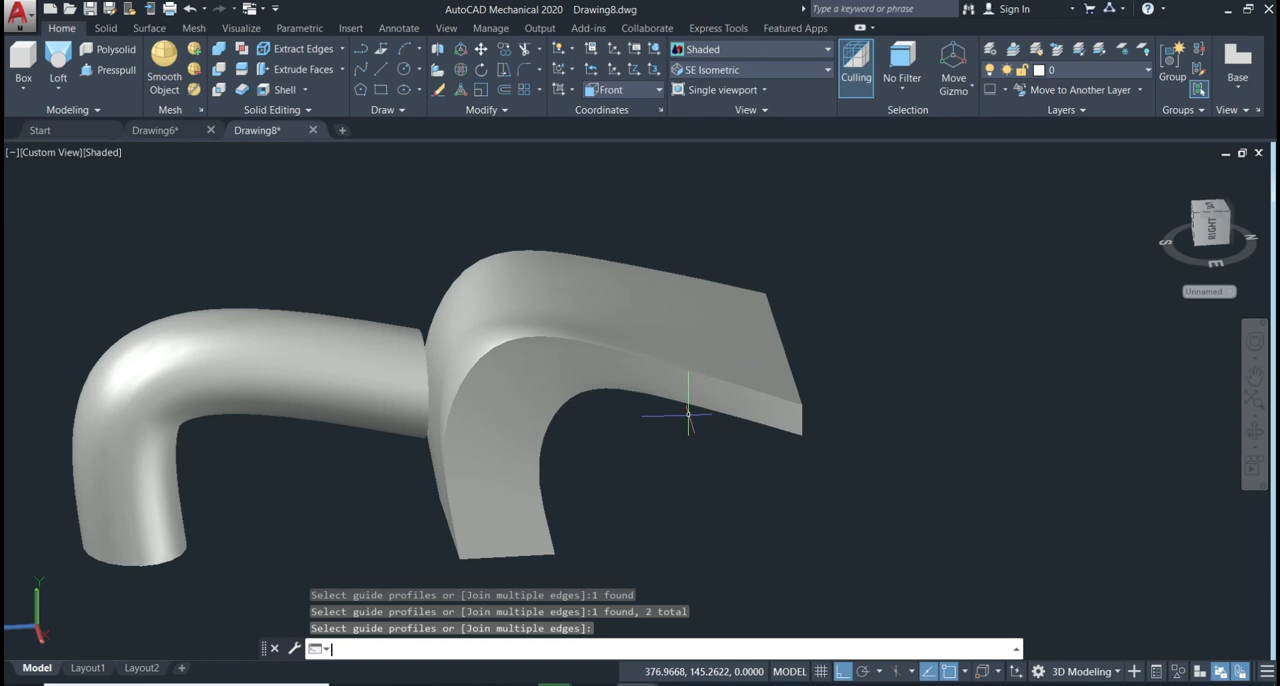 AutoCAD Mechanical 2020 Drawing8.dwg
Type a keyword or phrase
Sign In
Home Solid Surface Mesh Visualize Parametric Insert Annotate View Manage Output Add-ins Collaborate Express Tools Featured Apps
Box
Loft
Polysolid
Presspull
Modeling
Smooth
Object
Mesh
Extract Edges
Extrude Faces
Shell
Solid Editing
Draw
Modify
Front
Coordinates
Shaded
SE Isometric
Single viewport
View
Culling
No Filter
Move
Gizmo
Selection
0
Move to Another Layer
Layers
Group
Groups
Base
View
Start Drawing6* Drawing8*
[−][Custom View][Shaded]
RIGHT
S
N
E
Unnamed
Y
Select guide profiles or [Join multiple edges]:1 found
Select guide profiles or [Join multiple edges]:1 found, 2 total
Select guide profiles or [Join multiple edges]:
Model Layout1 Layout2
376.9668, 145.2622, 0.0000 MODEL
3D Modeling